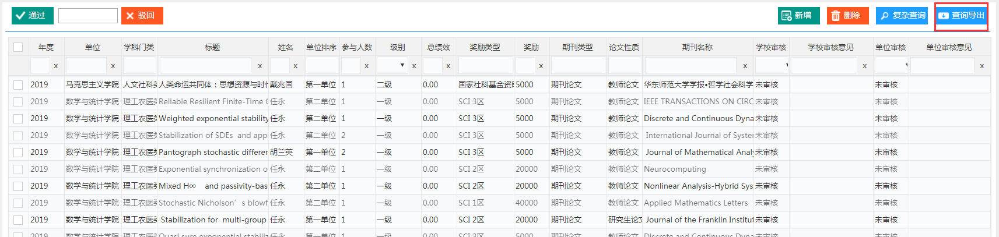 通过 驳回 新增 删除 复杂查询 查询导出
年度 单位 学科门类 标题 姓名 单位排序 参与人数 级别 总绩效 奖励类型 奖励 期刊类型 论文性质 期刊名称 学校审核 学校审核意见 单位审核 单位审核意见
x x x x x x x x x x x
2019 马克思主义学院 人文社科类 人类命运共同体：思想资源与时 戴兆国 第一单位 1 二级 0.00 国家社科基金资 5000 期刊论文 教师论文 华东师范大学学报•哲学社会科学 未审核 未审核
2019 数学与统计学院 理工农医类 Reliable Resilient Finite-Time 任永 第二单位 1 一级 0.00 SCI 3区 5000 期刊论文 教师论文 IEEE TRANSACTIONS ON CIRC 未审核 未审核
2019 数学与统计学院 理工农医类 Weighted exponential stability 任永 第二单位 1 一级 0.00 SCI 3区 5000 期刊论文 教师论文 Discrete and Continuous Dyna 未审核 未审核
2019 数学与统计学院 理工农医类 Stabilization of SDEs and appl 任永 第二单位 2 一级 0.00 SCI 3区 5000 期刊论文 教师论文 International Journal of System 未审核 未审核
2019 数学与统计学院 理工农医类 Pantograph stochastic differen 胡兰英 第一单位 2 一级 0.00 SCI 3区 5000 期刊论文 教师论文 Journal of Mathematical Analy 未审核 未审核
2019 数学与统计学院 理工农医类 Exponential synchronization o 任永 第二单位 1 一级 0.00 SCI 2区 20000 期刊论文 教师论文 Neurocomputing 未审核 未审核
2019 数学与统计学院 理工农医类 Mixed H∞ and passivity-base 任永 第二单位 1 一级 0.00 SCI 2区 20000 期刊论文 教师论文 Nonlinear Analysis-Hybrid Sys 未审核 未审核
2019 数学与统计学院 理工农医类 Stochastic Nicholson’s blowf 任永 第二单位 1 一级 0.00 SCI 1区 40000 期刊论文 教师论文 Applied Mathematics Letters 未审核 未审核
2019 数学与统计学院 理工农医类 Stabilization for multi-group 任永 第一单位 1 一级 0.00 SCI 2区 20000 期刊论文 研究生论文 Journal of the Franklin Institut 未审核 未审核
2019 数学与统计学院 理工农医类 Quasi sure exponential stabiliz 任永 第一单位 1 一级 0.00 SCI 3区 5000 期刊论文 教师论文 Discrete and Continuous Dyna 未审核 未审核